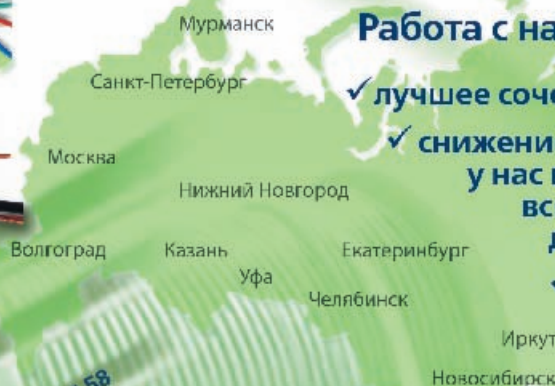 Мурманск
Работа с на
Санкт-Петербург
✓ лучшее соче
✓ снижени
Москва
у нас
Нижний Новгород
вс
Волгоград Казань Екатеринбург
Уфа
Челябинск
Иркут
Новосибирск
58